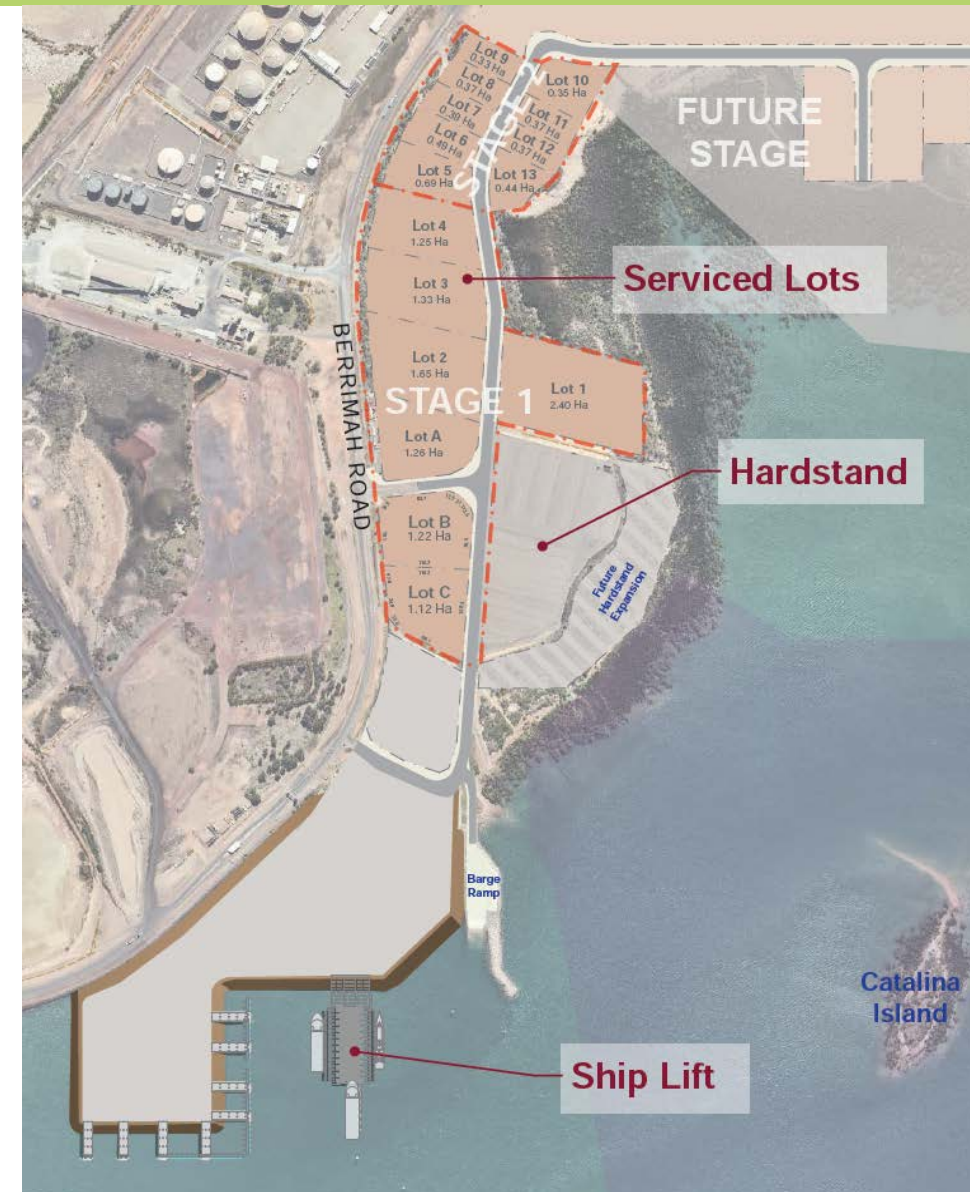 Lot 9
0.33 Ha
Lot 8
0.37 Ha
Lot 7
0.39 Ha
Lot 6
0.49 Ha
Lot 5
0.69 Ha
Lot 10
0.35 Ha
Lot 11
0.37 Ha
Lot 12
0.37 Ha
Lot 13
0.44 Ha
STAGE 2
FUTURE
STAGE
Lot 4
1.25 Ha
Lot 3
1.33 Ha
Serviced Lots
Lot 2
1.65 Ha
STAGE 1
Lot 1
2.40 Ha
BERRIMAH ROAD
Lot A
1.26 Ha
Hardstand
Lot B
1.22 Ha
Lot C
1.12 Ha
Future
Hardstand
Expansion
Barge
Ramp
Catalina
Island
Ship Lift